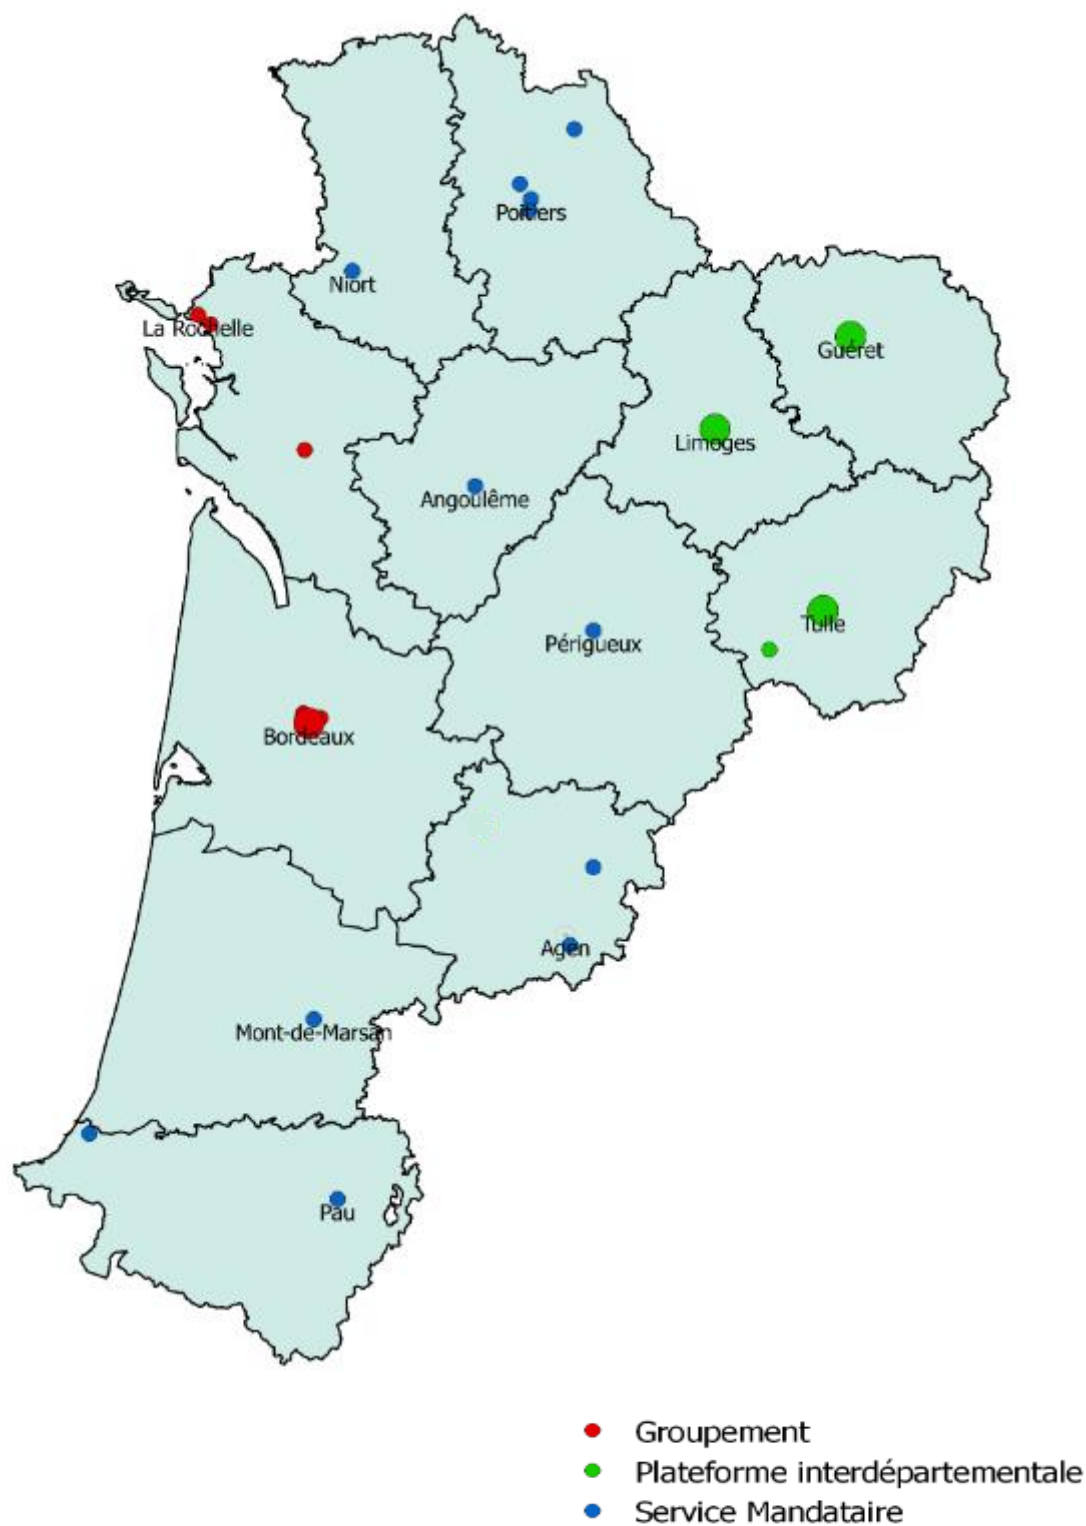 Poitiers
Niort
La Rochelle
Guéret
Limoges
Angoulême
Tulle
Périgueux
Bordeaux
Agen
Mont-de-Marsan
Pau
Groupement
Plateforme interdépartementale
Service Mandataire